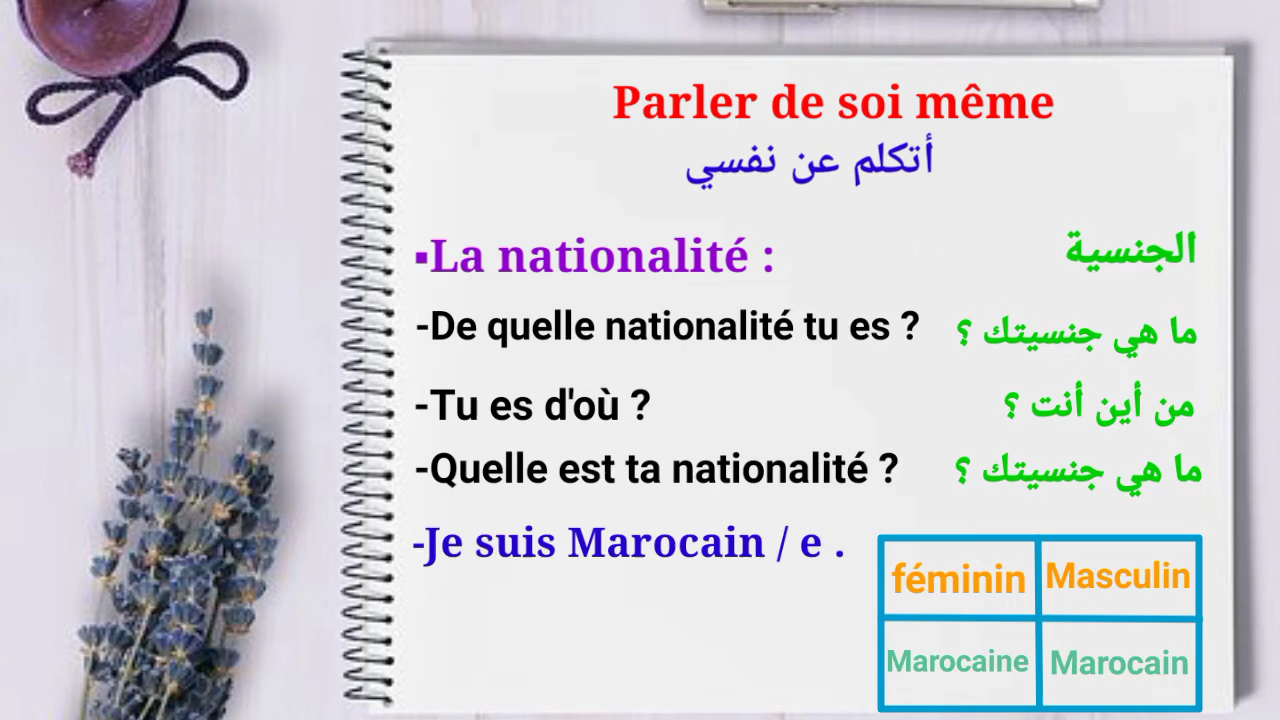 Parler de soi même
أتكلم عن نفسي
▪La nationalité :
الجنسية
-De quelle nationalité tu es ?
ما هي جنسيتك ؟
-Tu es d'où ?
من أين أنت ؟
-Quelle est ta nationalité ?
ما هي جنسيتك ؟
-Je suis Marocain / e .
féminin Masculin
Marocaine Marocain